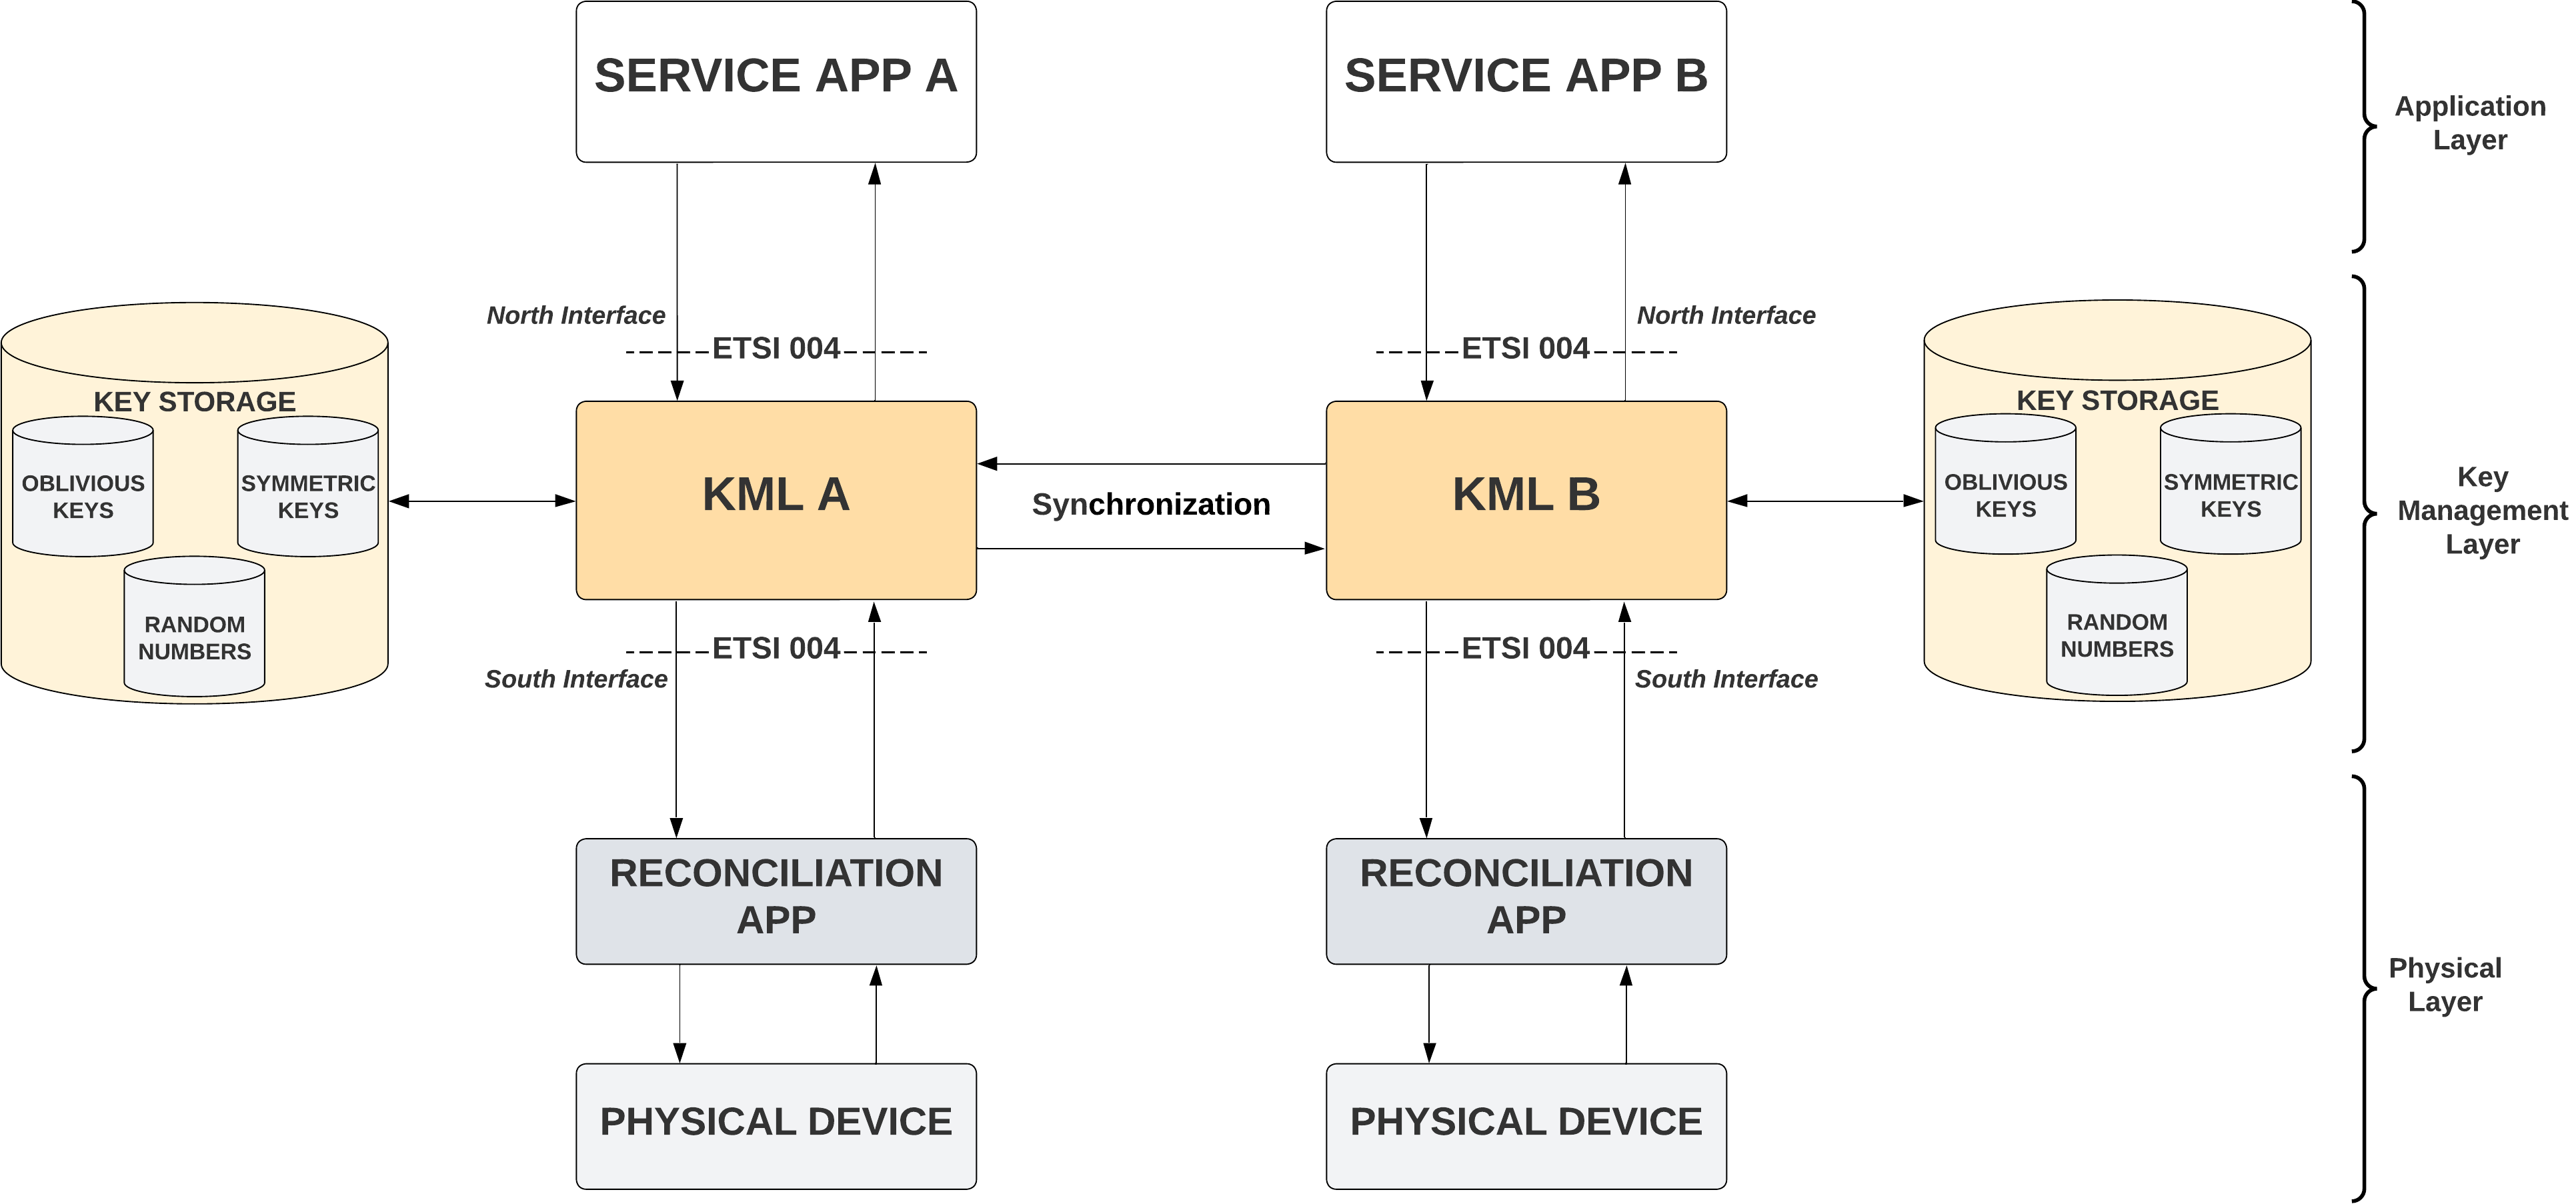 SERVICE APP A
SERVICE APP B
Application
Layer
North Interface
North Interface
ETSI 004
ETSI 004
KEY STORAGE
OBLIVIOUS
KEYS
SYMMETRIC
KEYS
RANDOM
NUMBERS
KML A
Synchronization
KML B
KEY STORAGE
OBLIVIOUS
KEYS
SYMMETRIC
KEYS
RANDOM
NUMBERS
Key
Management
Layer
ETSI 004
ETSI 004
South Interface
South Interface
RECONCILIATION
APP
RECONCILIATION
APP
Physical
Layer
PHYSICAL DEVICE
PHYSICAL DEVICE